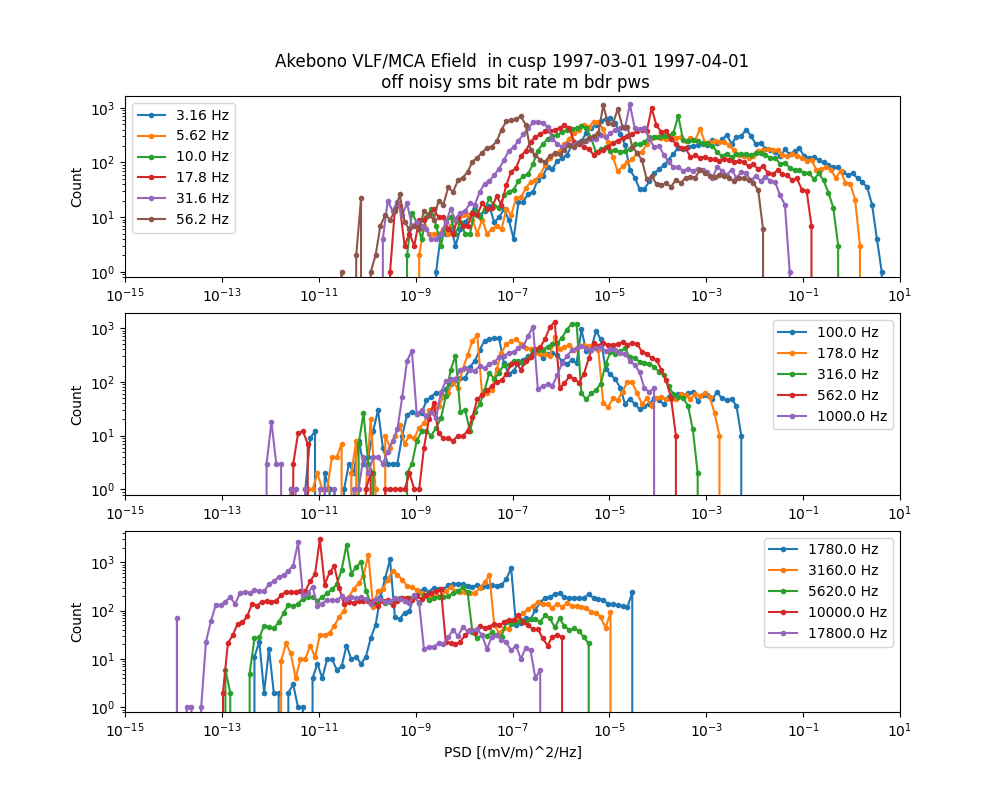 Akebono VLF/MCA Efield  in cusp 1997-03-01 1997-04-01
off noisy sms bit rate m bdr pws
Count
10^3
10^2
10^1
10^0
3.16 Hz
5.62 Hz
10.0 Hz
17.8 Hz
31.6 Hz
56.2 Hz
10^−15 10^−13 10^−11 10^−9 10^−7 10^−5 10^−3 10^−1 10^1
Count
10^3
10^2
10^1
10^0
100.0 Hz
178.0 Hz
316.0 Hz
562.0 Hz
1000.0 Hz
10^−15 10^−13 10^−11 10^−9 10^−7 10^−5 10^−3 10^−1 10^1
Count
10^3
10^2
10^1
10^0
1780.0 Hz
3160.0 Hz
5620.0 Hz
10000.0 Hz
17800.0 Hz
10^−15 10^−13 10^−11 10^−9 10^−7 10^−5 10^−3 10^−1 10^1
PSD [(mV/m)^2/Hz]